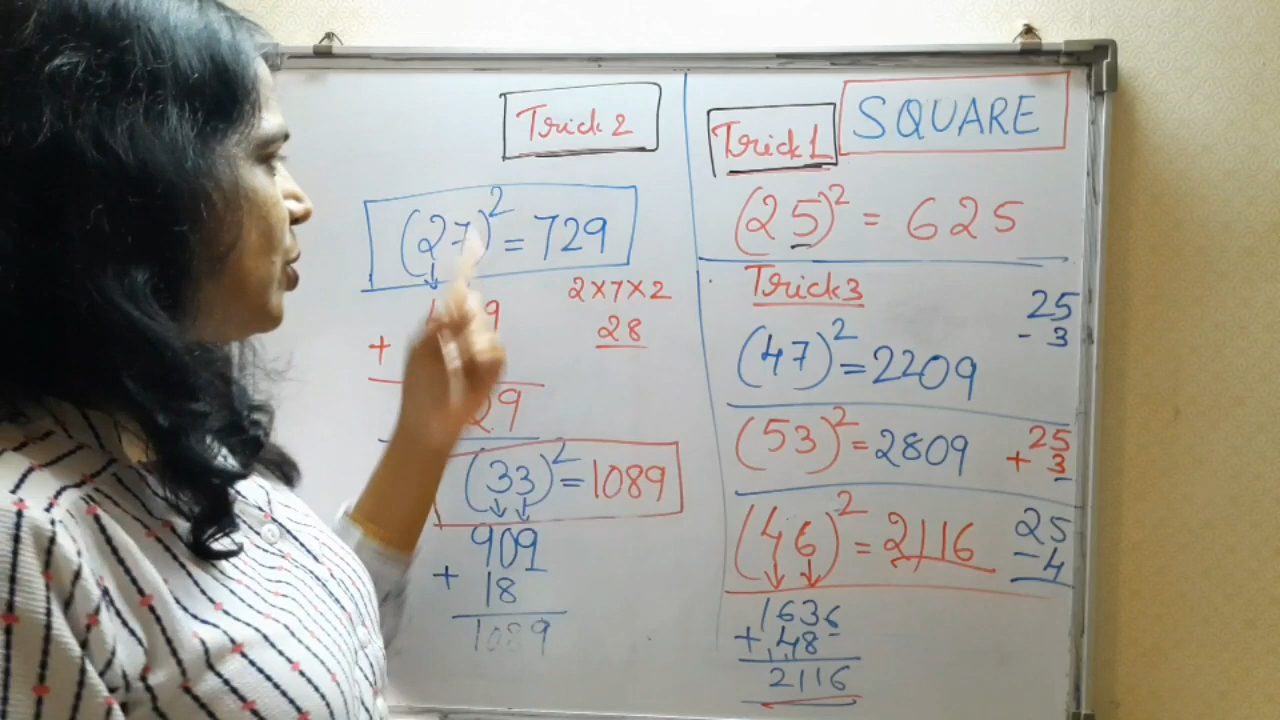 Trick 2
(27)² = 729
2×7×2
28
9
+
29
(33)² = 1089
909
+ 18
1089
Trick 1
SQUARE
(25)² = 625
Trick 3
25
- 3
(47)² = 2209
(53)² = 2809
25
+ 3
(46)² = 2116
25
- 4
1636
+ 48
2116